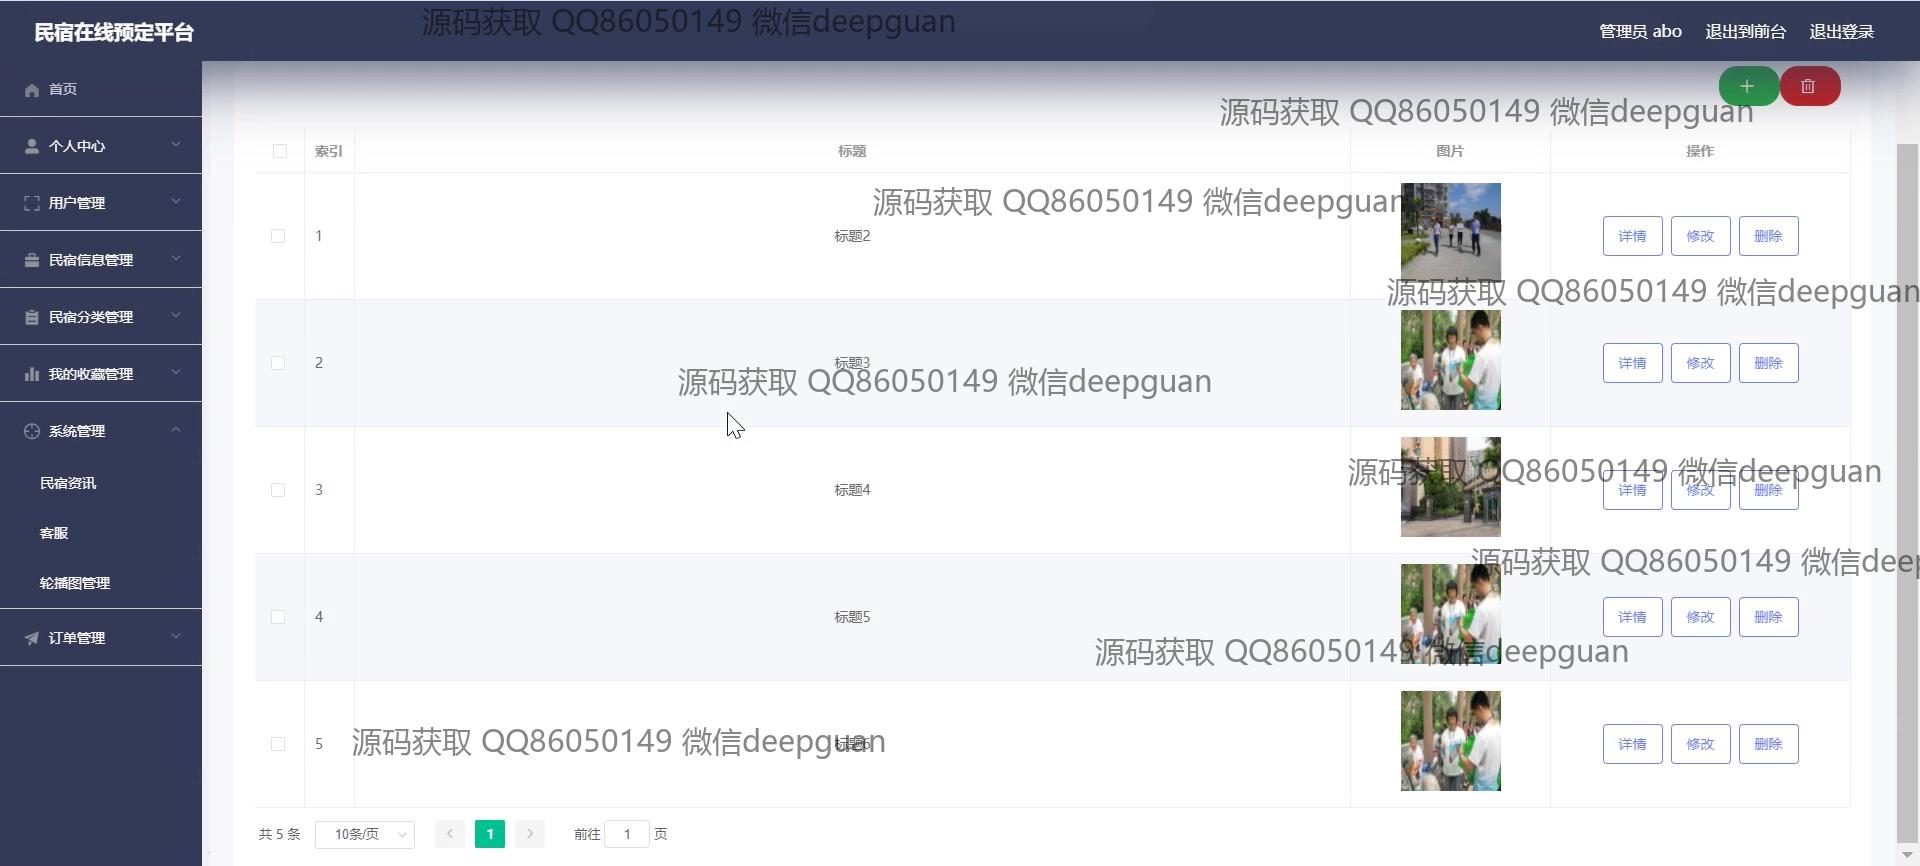 民宿在线预定平台
源码获取 QQ86050149 微信deepguan
管理员 abo
退出到前台
退出登录
首页
个人中心
用户管理
民宿信息管理
民宿分类管理
我的收藏管理
系统管理
民宿资讯
客服
轮播图管理
订单管理
源码获取 QQ86050149 微信deepguan
索引 标题 图片 操作
源码获取 QQ86050149 微信deepguan
1 标题2 详情 修改 删除
源码获取 QQ86050149 微信deepguan
2 标题3 详情 修改 删除
源码获取 QQ86050149 微信deepguan
源码获取 QQ86050149 微信deepguan
3 标题4 详情 修改 删除
源码获取 QQ86050149 微信deep
4 标题5 详情 修改 删除
源码获取 QQ86050149 微信deepguan
源码获取 QQ86050149 微信deepguan
5 标题6 详情 修改 删除
共 5 条 10条/页 1 前往 1 页